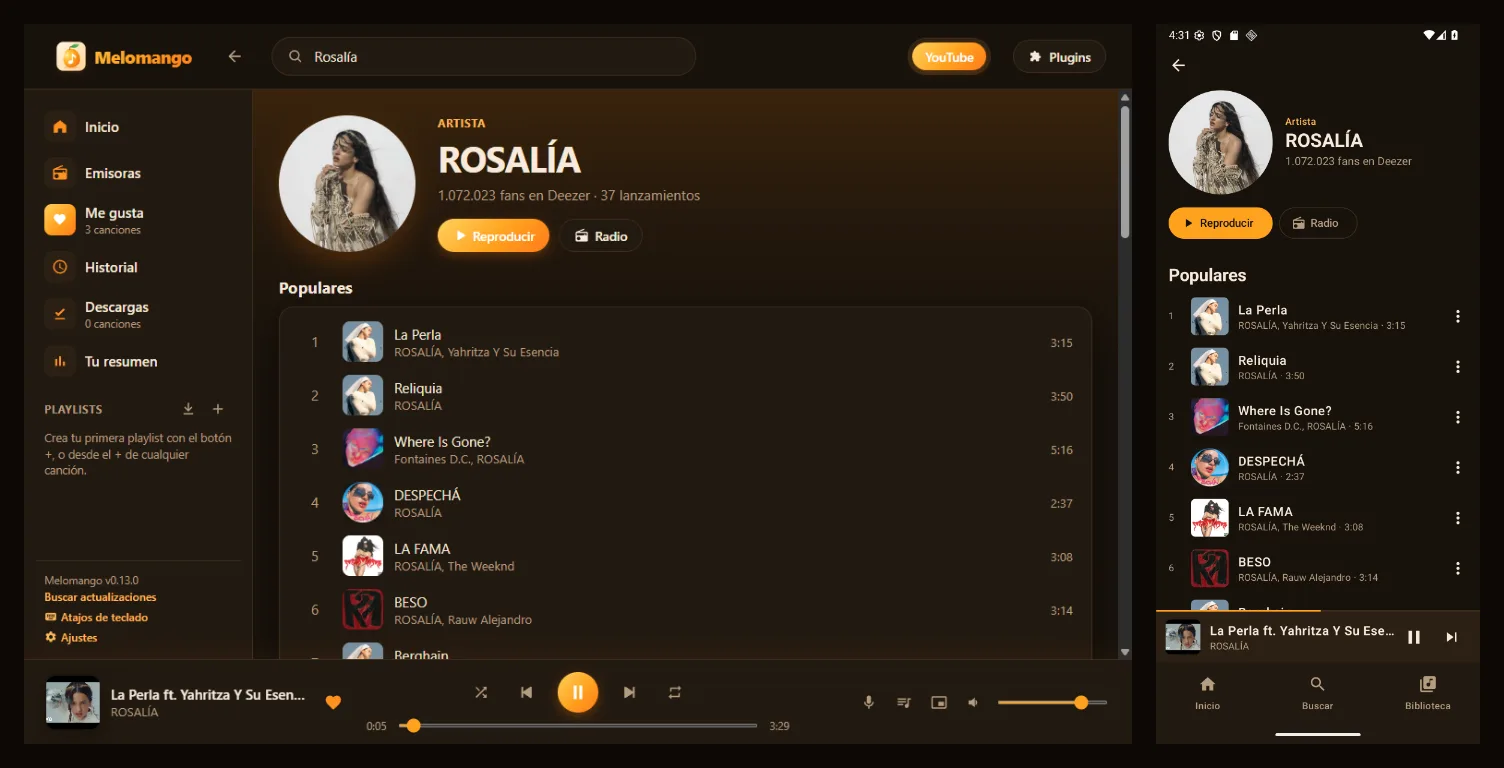 Melomango
Rosalía
YouTube
Plugins
Inicio
Emisoras
Me gusta
3 canciones
Historial
Descargas
0 canciones
Tu resumen
PLAYLISTS
Crea tu primera playlist con el botón
+, o desde el + de cualquier
canción.
Melomango v0.13.0
Buscar actualizaciones
Atajos de teclado
Ajustes
ARTISTA
ROSALÍA
1.072.023 fans en Deezer · 37 lanzamientos
Reproducir
Radio
Populares
1
La Perla
ROSALÍA, Yahritza Y Su Esencia
3:15
2
Reliquia
ROSALÍA
3:50
3
Where Is Gone?
Fontaines D.C., ROSALÍA
5:16
4
DESPECHÁ
ROSALÍA
2:37
5
LA FAMA
ROSALÍA, The Weeknd
3:08
6
BESO
ROSALÍA, Rauw Alejandro
3:14
Berghain
La Perla ft. Yahritza Y Su Esen...
ROSALÍA
0:05
3:29
4:31
Artista
ROSALÍA
1.072.023 fans en Deezer
Reproducir
Radio
Populares
1
La Perla
ROSALÍA, Yahritza Y Su Esencia · 3:15
2
Reliquia
ROSALÍA · 3:50
3
Where Is Gone?
Fontaines D.C., ROSALÍA · 5:16
4
DESPECHÁ
ROSALÍA · 2:37
5
LA FAMA
ROSALÍA, The Weeknd · 3:08
6
BESO
ROSALÍA, Rauw Alejandro · 3:14
La Perla ft. Yahritza Y Su Ese...
ROSALÍA
Inicio
Buscar
Biblioteca